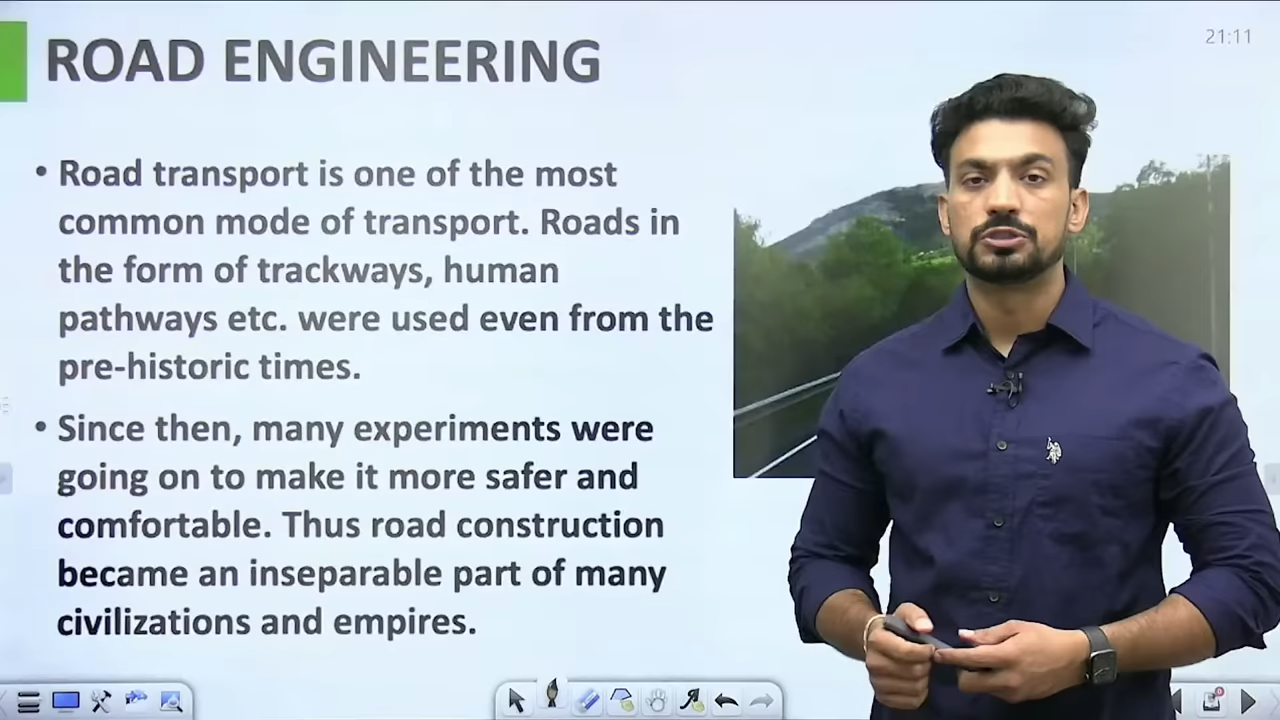 ROAD ENGINEERING
21:11
• Road transport is one of the most
common mode of transport. Roads in
the form of trackways, human
pathways etc. were used even from the
pre-historic times.
• Since then, many experiments were
going on to make it more safer and
comfortable. Thus road construction
became an inseparable part of many
civilizations and empires.